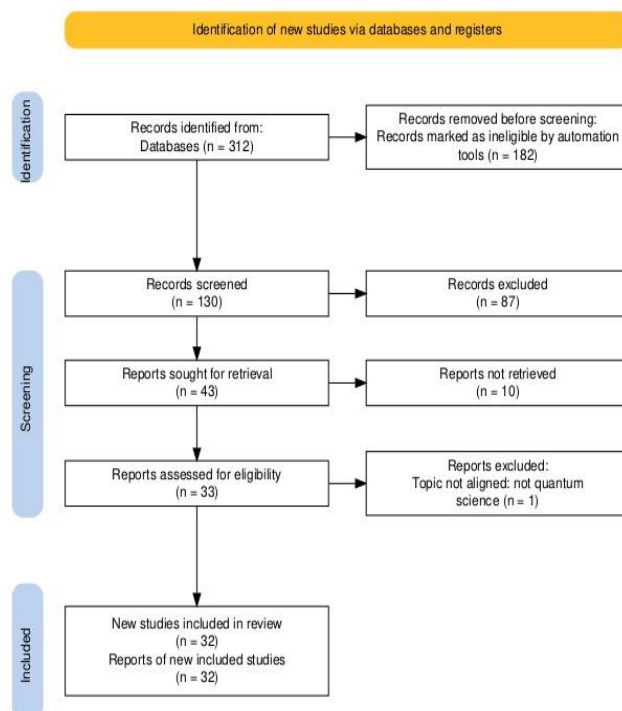 Identification of new studies via databases and registers
Identification
Records identified from:
Databases (n = 312)
Records removed before screening:
Records marked as ineligible by automation
tools (n = 182)
Screening
Records screened
(n = 130)
Records excluded
(n = 87)
Reports sought for retrieval
(n = 43)
Reports not retrieved
(n = 10)
Reports assessed for eligibility
(n = 33)
Reports excluded:
Topic not aligned: not quantum
science (n = 1)
Included
New studies included in review
(n = 32)
Reports of new included studies
(n = 32)